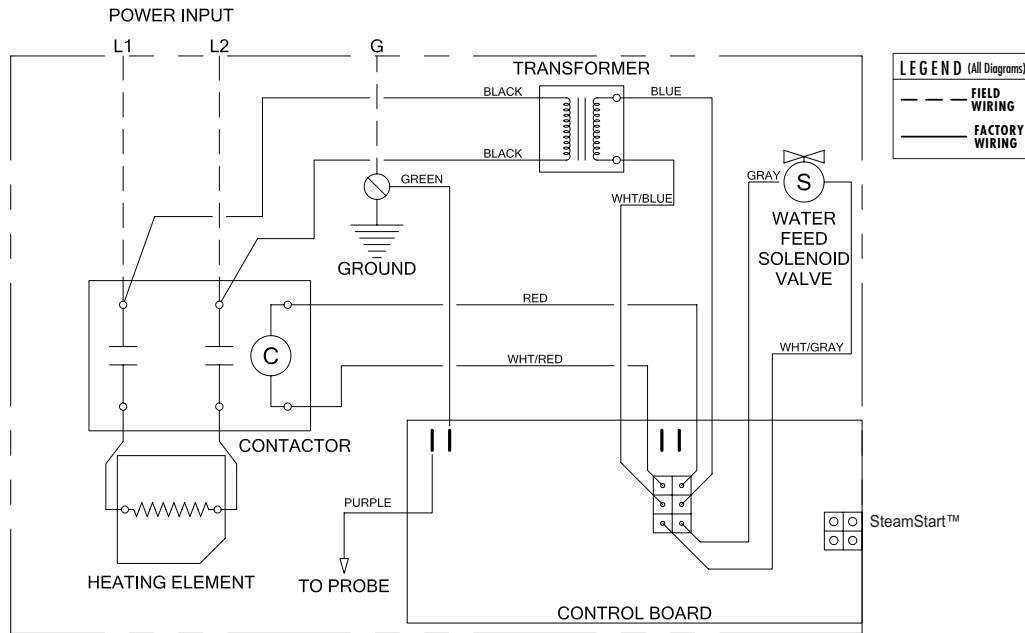 POWER INPUT
L1
L2
G
TRANSFORMER
BLACK
BLUE
BLACK
LEGEND (All Diagrams)
FIELD
WIRING
FACTORY
WIRING
GREEN
WHT/BLUE
GRAY
S
WATER
FEED
SOLENOID
VALVE
GROUND
RED
C
WHT/RED
WHT/GRAY
CONTACTOR
PURPLE
SteamStart™
HEATING ELEMENT
TO PROBE
CONTROL BOARD